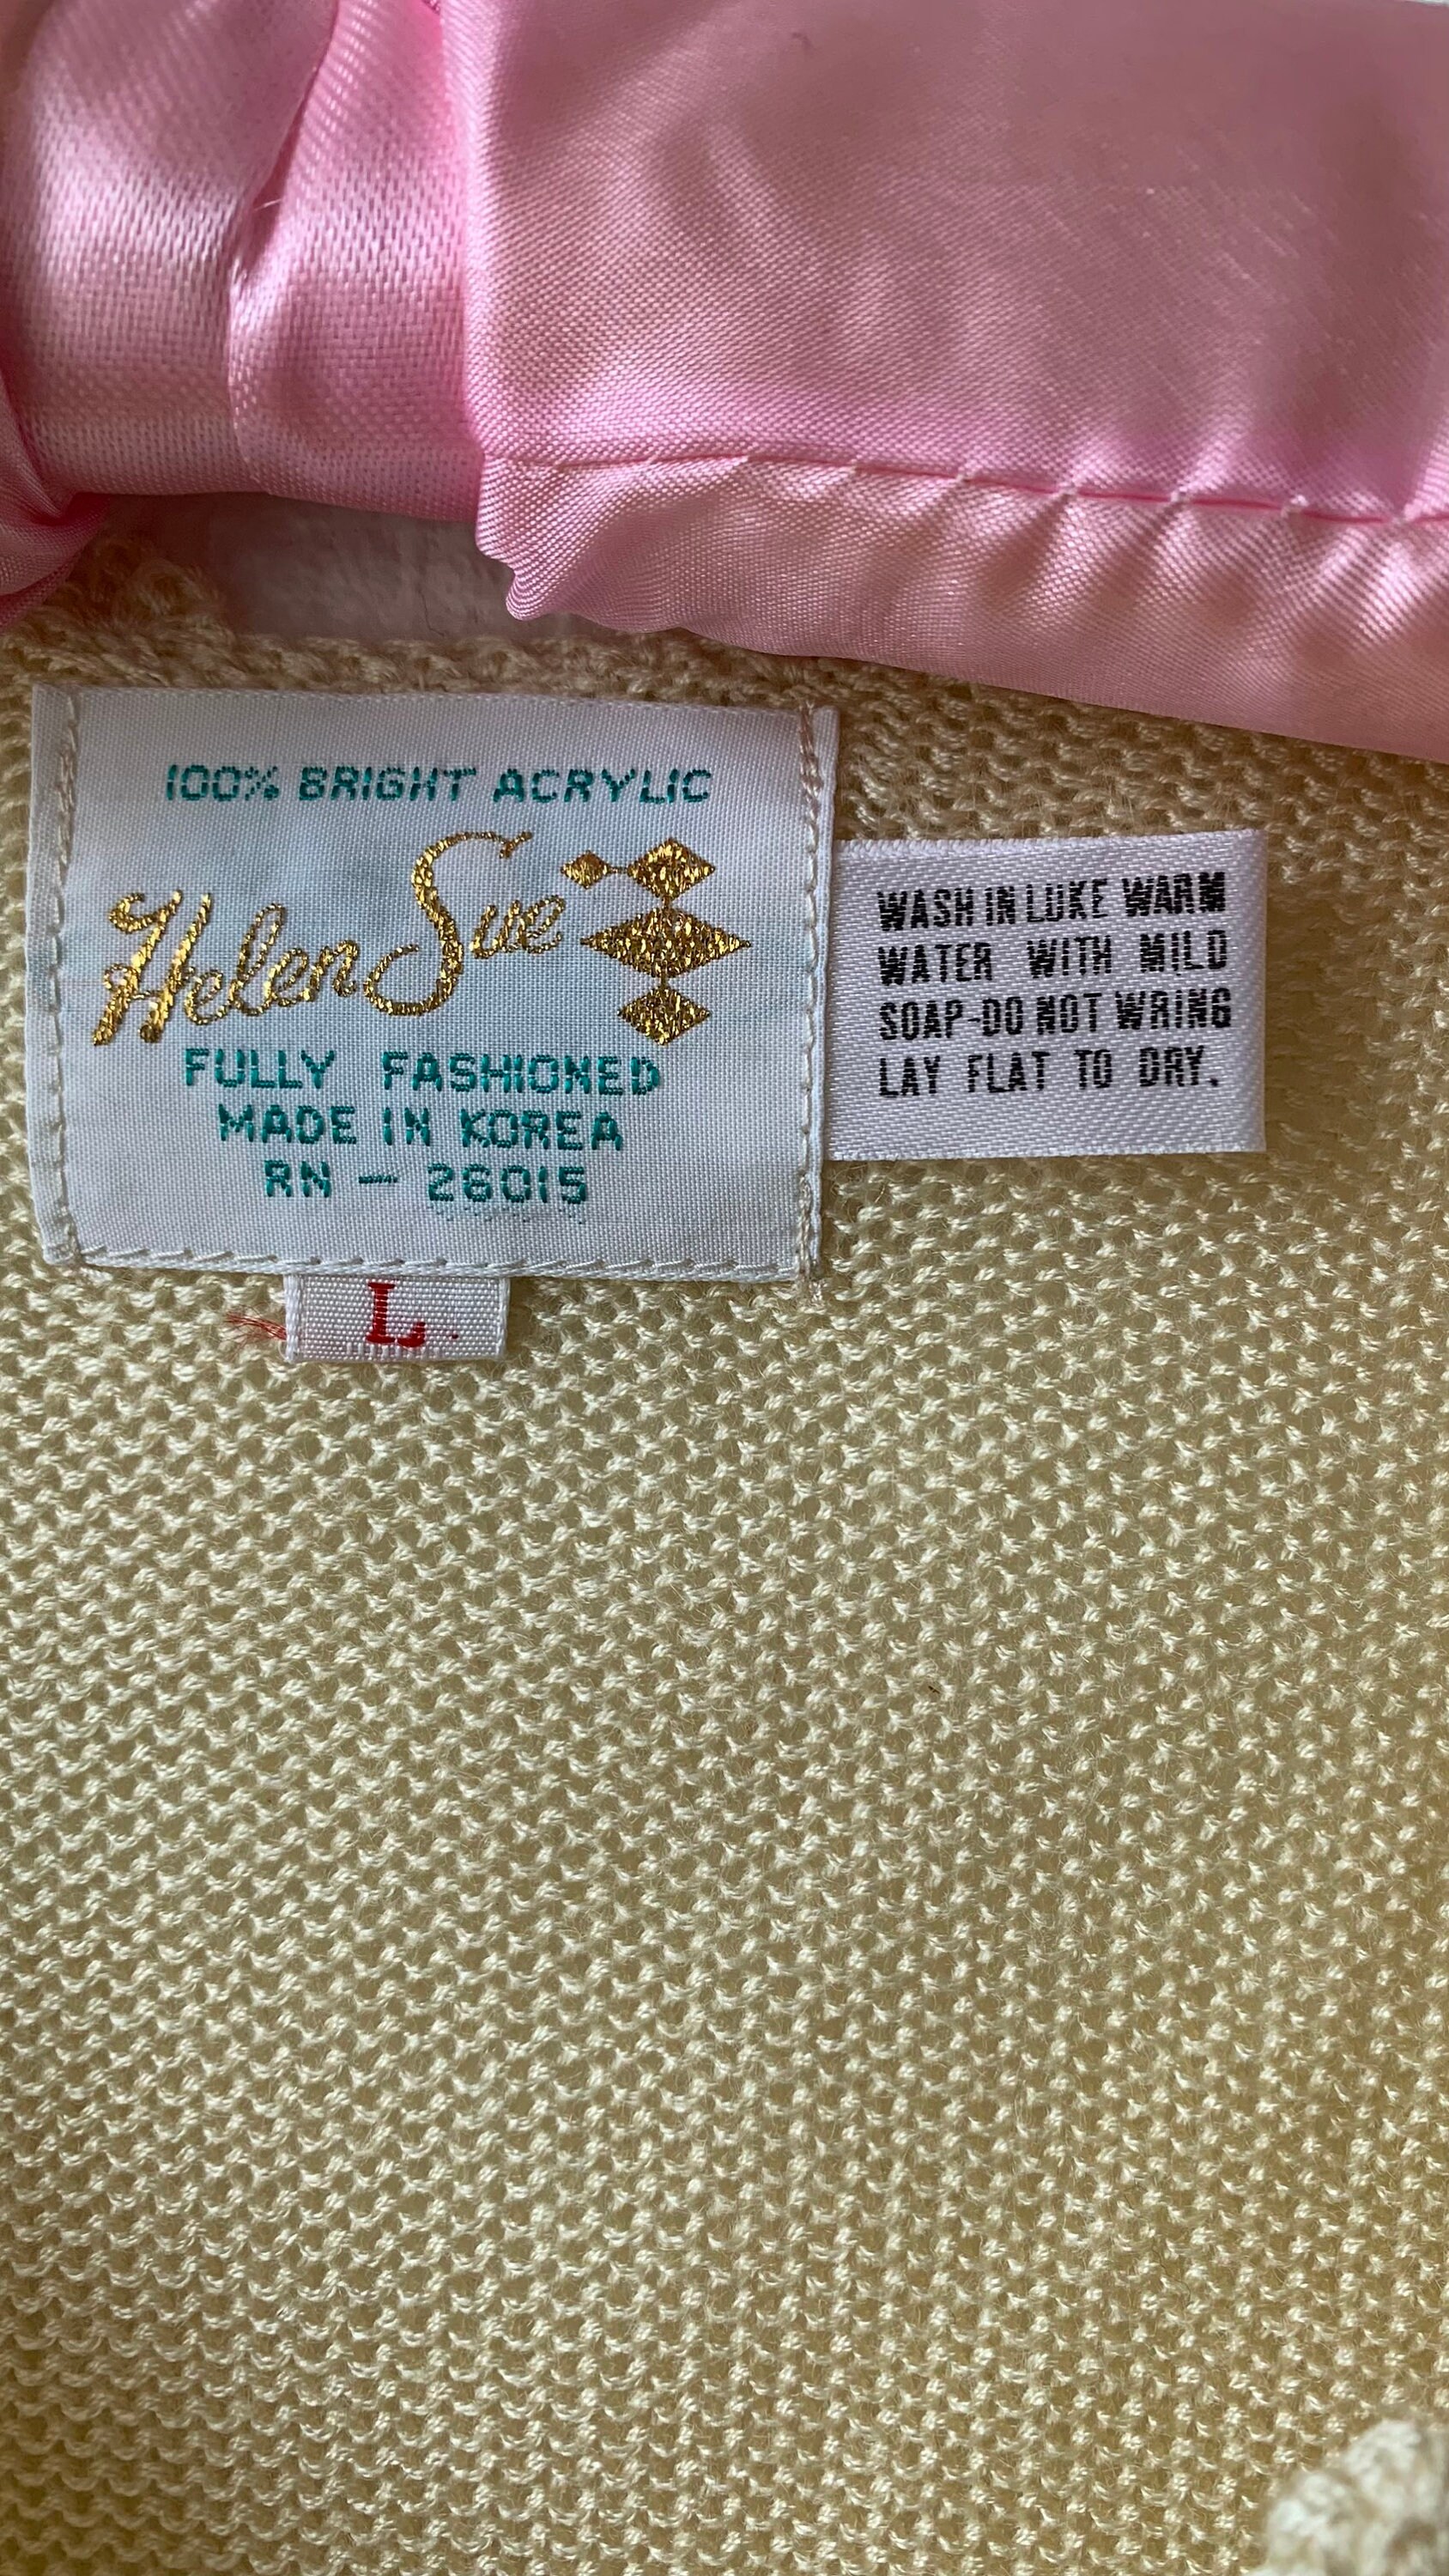 100% BRIGHT ACRYLIC
Helen Sue
FULLY FASHIONED
MADE IN KOREA
RN - 26015
L
WASH IN LUKE WARM
WATER WITH MILD
SOAP-DO NOT WRING
LAY FLAT TO DRY.